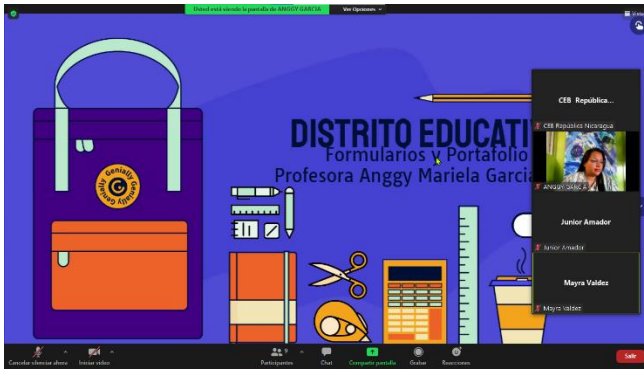 Usted está viendo la pantalla de ANGGY GARCIA
Ver Opciones
DISTRITO EDUCATI
Formularios y Portafolio
Profesora Anggy Mariela Garcia
Genially
Genially
Genially
CEB República...
CEB República Nicaragua
ANGGY GARCIA
Junior Amador
Junior Amador
Mayra Valdez
Mayra Valdez
Cancelar silenciar ahora
Iniciar video
Participantes
Chat
Compartir pantalla
Grabar
Reacciones
Salir